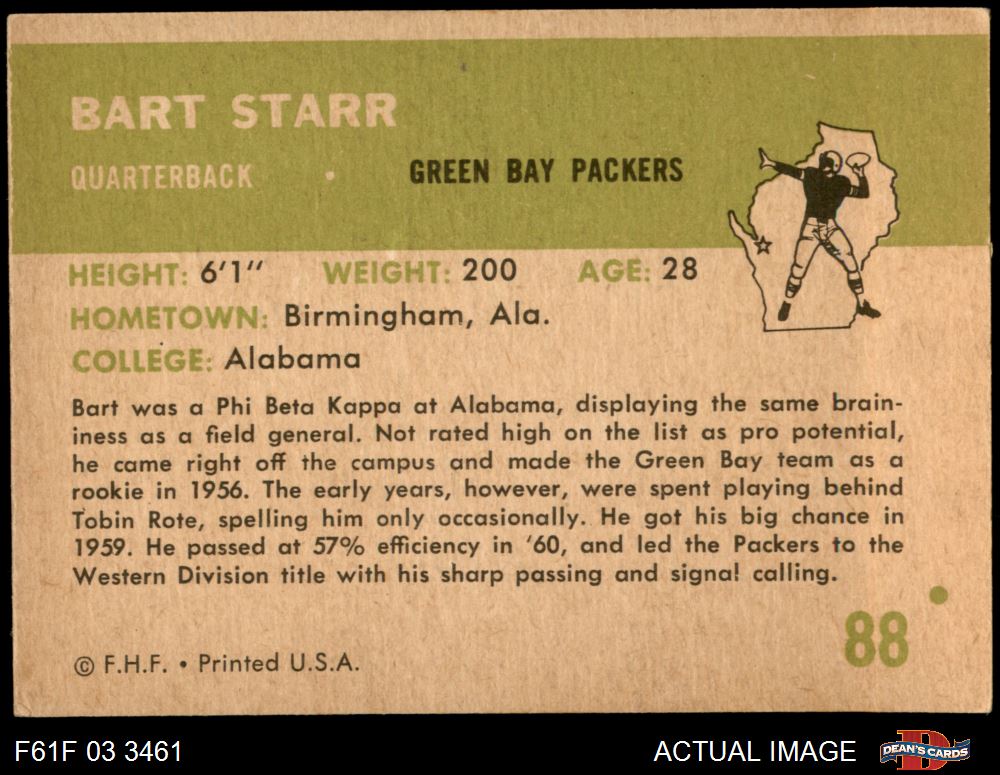 BART STARR
QUARTERBACK • GREEN BAY PACKERS
HEIGHT: 6'1" WEIGHT: 200 AGE: 28
HOMETOWN: Birmingham, Ala.
COLLEGE: Alabama
Bart was a Phi Beta Kappa at Alabama, displaying the same brain-
iness as a field general. Not rated high on the list as pro potential,
he came right off the campus and made the Green Bay team as a
rookie in 1956. The early years, however, were spent playing behind
Tobin Rote, spelling him only occasionally. He got his big chance in
1959. He passed at 57% efficiency in '60, and led the Packers to the
Western Division title with his sharp passing and signal calling.
88
© F.H.F. • Printed U.S.A.
F61F 03 3461
ACTUAL IMAGE
DEAN'S CARDS